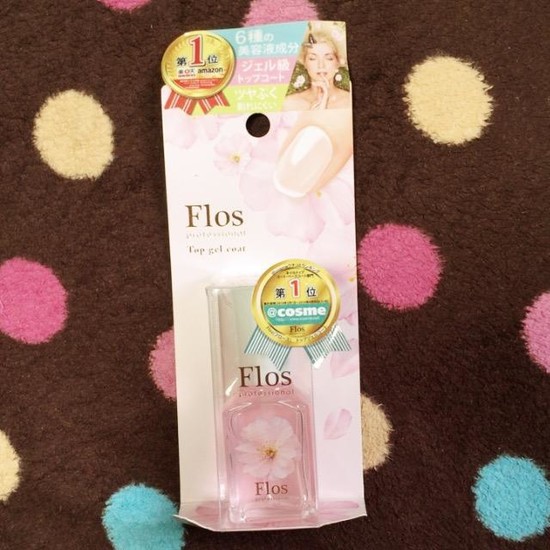 第1位
amazon
6種の
美容液成分
ジェル級
トップコート
ツヤぷく
Flos
professional
Top gel coat
第1位
@cosme
Flos
Flos
professional
Flos